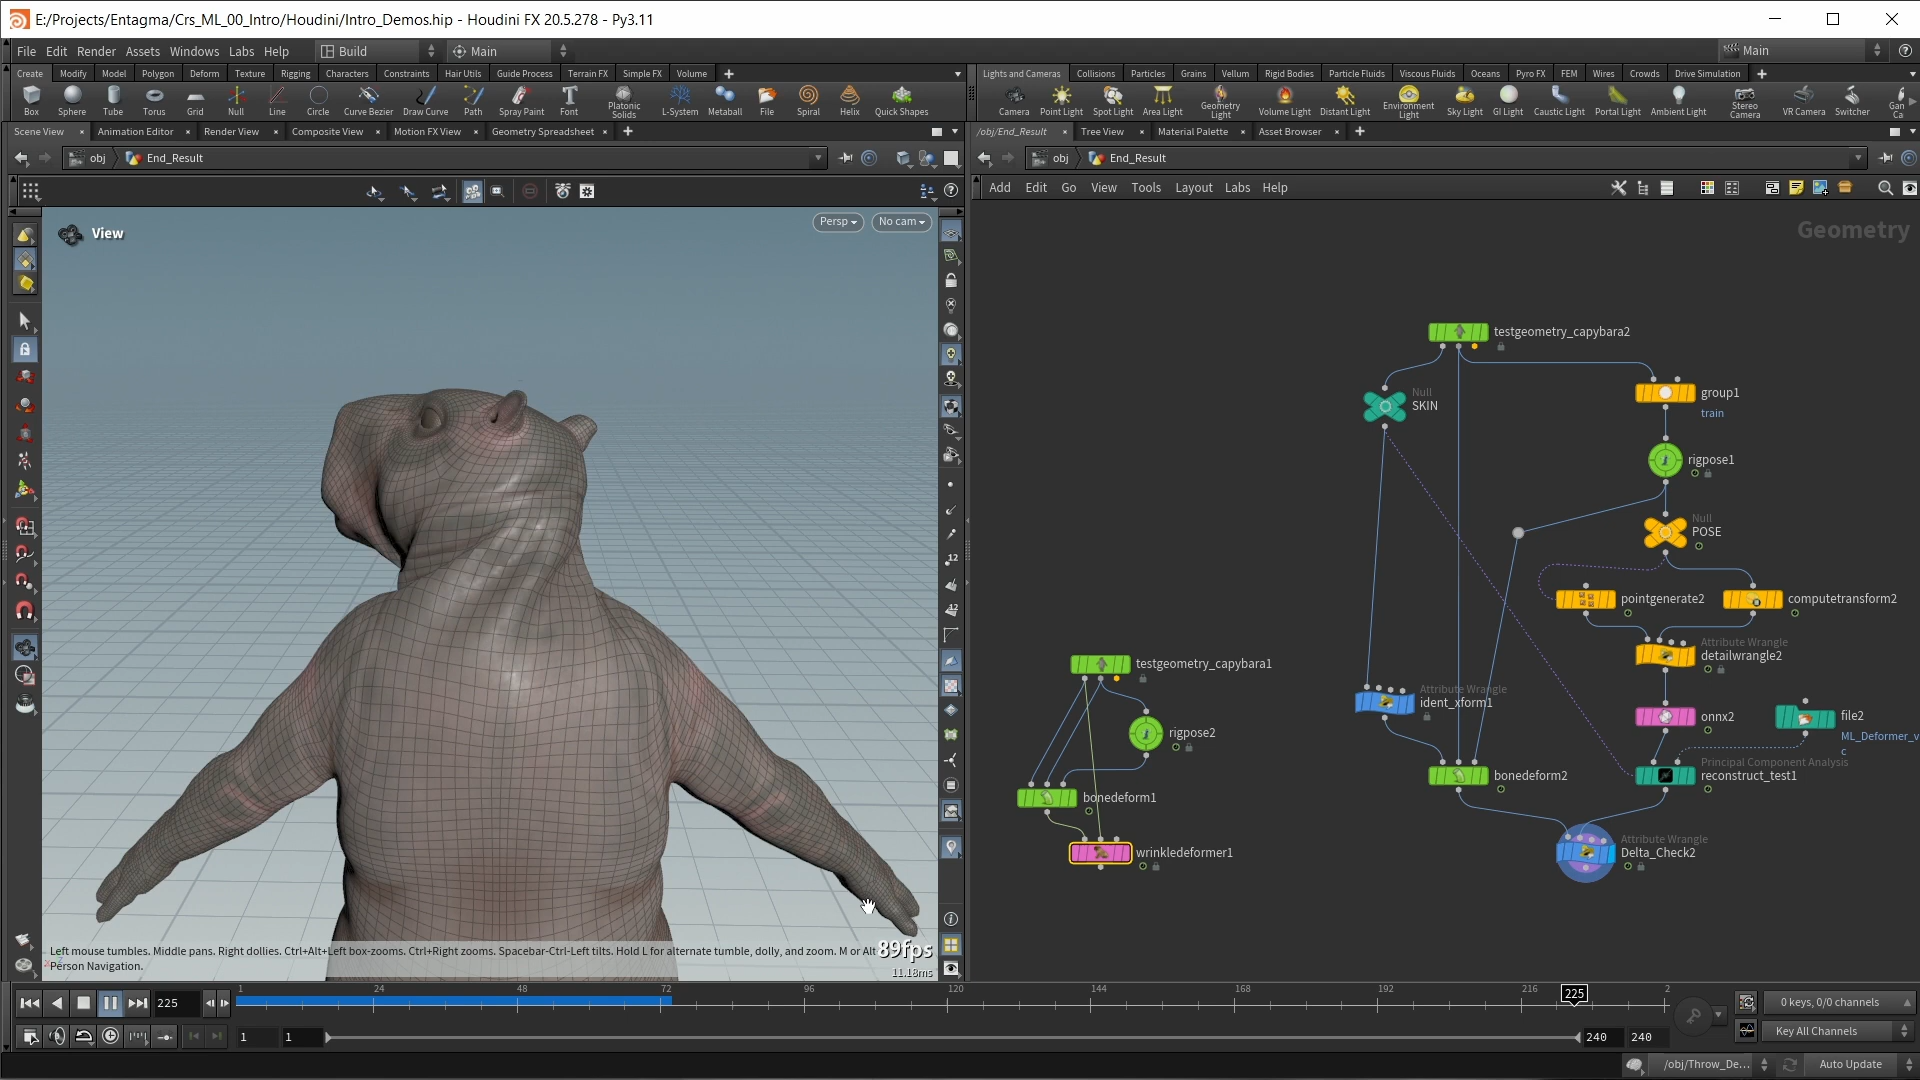 E:/Projects/Entagma/Crs_ML_00_Intro/Houdini/Intro_Demos.hip - Houdini FX 20.5.278 - Py3.11
File Edit Render Assets Windows Labs Help Build Main Main
Create Modify Model Polygon Deform Texture Rigging Characters Constraints Hair Utils Guide Process Terrain FX Simple FX Volume
Lights and Cameras Collisions Particles Grains Vellum Rigid Bodies Particle Fluids Viscous Fluids Oceans Pyro FX FEM Wires Crowds Drive Simulation
Box Sphere Tube Torus Grid Null Line Circle Curve Bezier Draw Curve Path Spray Paint Font Platonic Solids L-System Metaball File Spiral Helix Quick Shapes
Camera Point Light Spot Light Area Light Geometry Light Volume Light Distant Light Environment Light Sky Light GI Light Caustic Light Portal Light Ambient Light Stereo Camera VR Camera Switcher Gan Ca
Scene View Animation Editor Render View Composite View Motion FX View Geometry Spreadsheet
/obj/End_Result Tree View Material Palette Asset Browser
obj End_Result
obj End_Result
Add Edit Go View Tools Layout Labs Help
View
Persp No cam
Geometry
testgeometry_capybara2
Null
SKIN
group1
train
rigpose1
Null
POSE
pointgenerate2
computetransform2
Attribute Wrangle
detailwrangle2
testgeometry_capybara1
Attribute Wrangle
ident_xform1
onnx2
file2
ML_Deformer_v
c
rigpose2
Principal Component Analysis
reconstruct_test1
bonedeform2
bonedeform1
wrinkledeformer1
Attribute Wrangle
Delta_Check2
12
12
Left mouse tumbles. Middle pans. Right dollies. Ctrl+Alt+Left box-zooms. Ctrl+Right zooms. Spacebar-Ctrl-Left tilts. Hold L for alternate tumble, dolly, and zoom. M or Alt
Person Navigation.
89fps
11.18ms
225
1 24 48 72 96 120 144 168 192 216 225 2
0 keys, 0/0 channels
1 1 240 240
Key All Channels
/obj/Throw_De... Auto Update